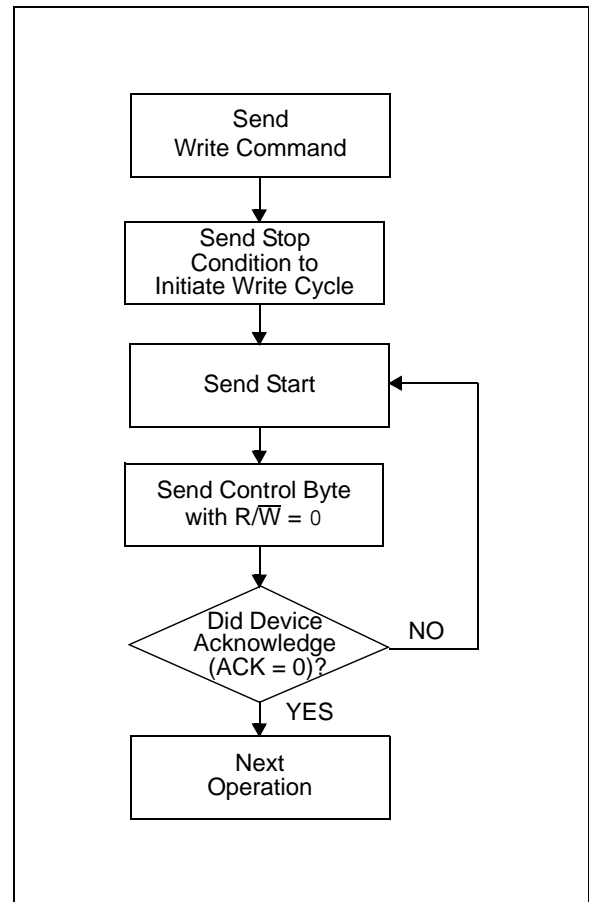 Send
Write Command
Send Stop
Condition to
Initiate Write Cycle
Send Start
Send Control Byte
with R/W̅ = 0
Did Device
Acknowledge
(ACK = 0)?
NO
YES
Next
Operation